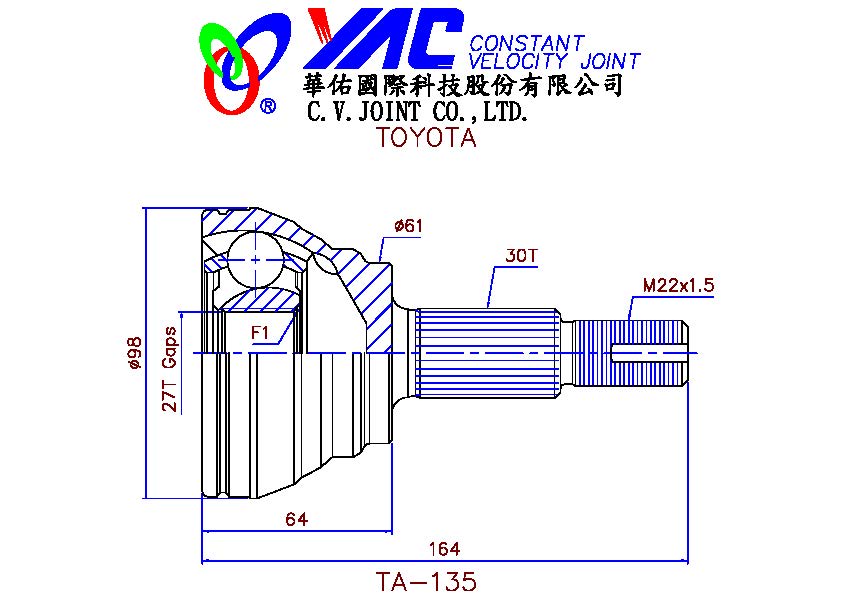 YAC CONSTANT
VELOCITY JOINT
®
華佑國際科技股份有限公司
C.V.JOINT CO.,LTD.
TOYOTA
ø61
30T
M22x1.5
F1
ø98
27T Gaps
64
164
TA-135